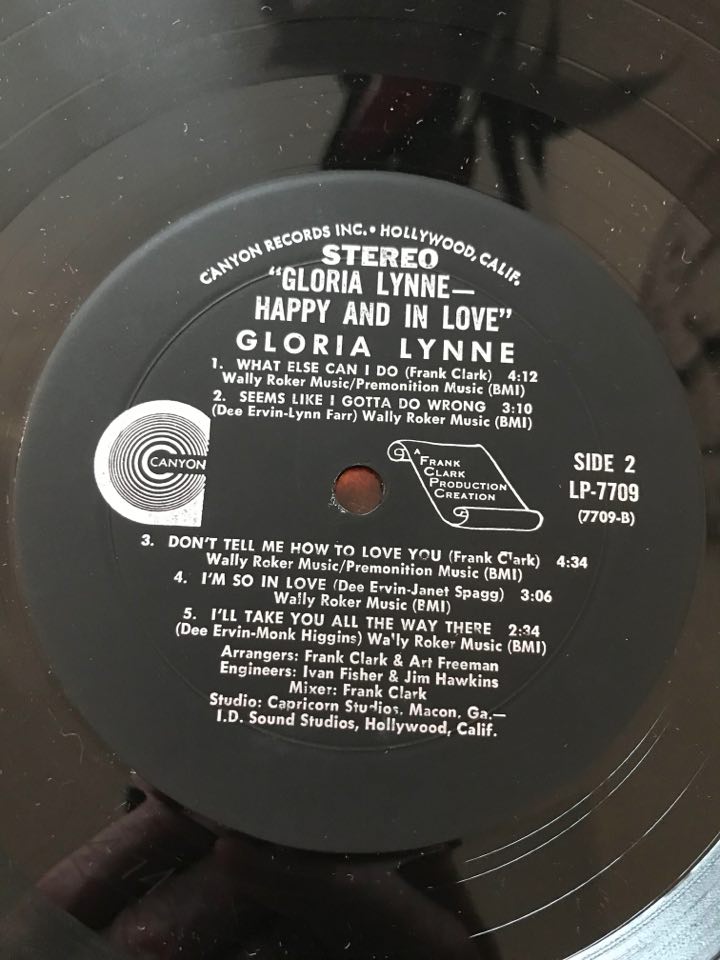 CANYON RECORDS INC. • HOLLYWOOD, CALIF.
STEREO
"GLORIA LYNNE—
HAPPY AND IN LOVE"
GLORIA LYNNE
1. WHAT ELSE CAN I DO (Frank Clark) 4:12
Wally Roker Music/Premonition Music (BMI)
2. SEEMS LIKE I GOTTA DO WRONG 3:10
(Dee Ervin-Lynn Farr) Wally Roker Music (BMI)
CANYON
A
FRANK
CLARK
PRODUCTION
CREATION
SIDE 2
LP-7709
(7709-B)
3. DON'T TELL ME HOW TO LOVE YOU (Frank Clark) 4:34
Wally Roker Music/Premonition Music (BMI)
4. I'M SO IN LOVE (Dee Ervin-Janet Spagg) 3:06
Wally Roker Music (BMI)
5. I'LL TAKE YOU ALL THE WAY THERE 2:34
(Dee Ervin-Monk Higgins) Wally Roker Music (BMI)
Arrangers: Frank Clark & Art Freeman
Engineers: Ivan Fisher & Jim Hawkins
Mixer: Frank Clark
Studio: Capricorn Studios, Macon, Ga.—
I.D. Sound Studios, Hollywood, Calif.